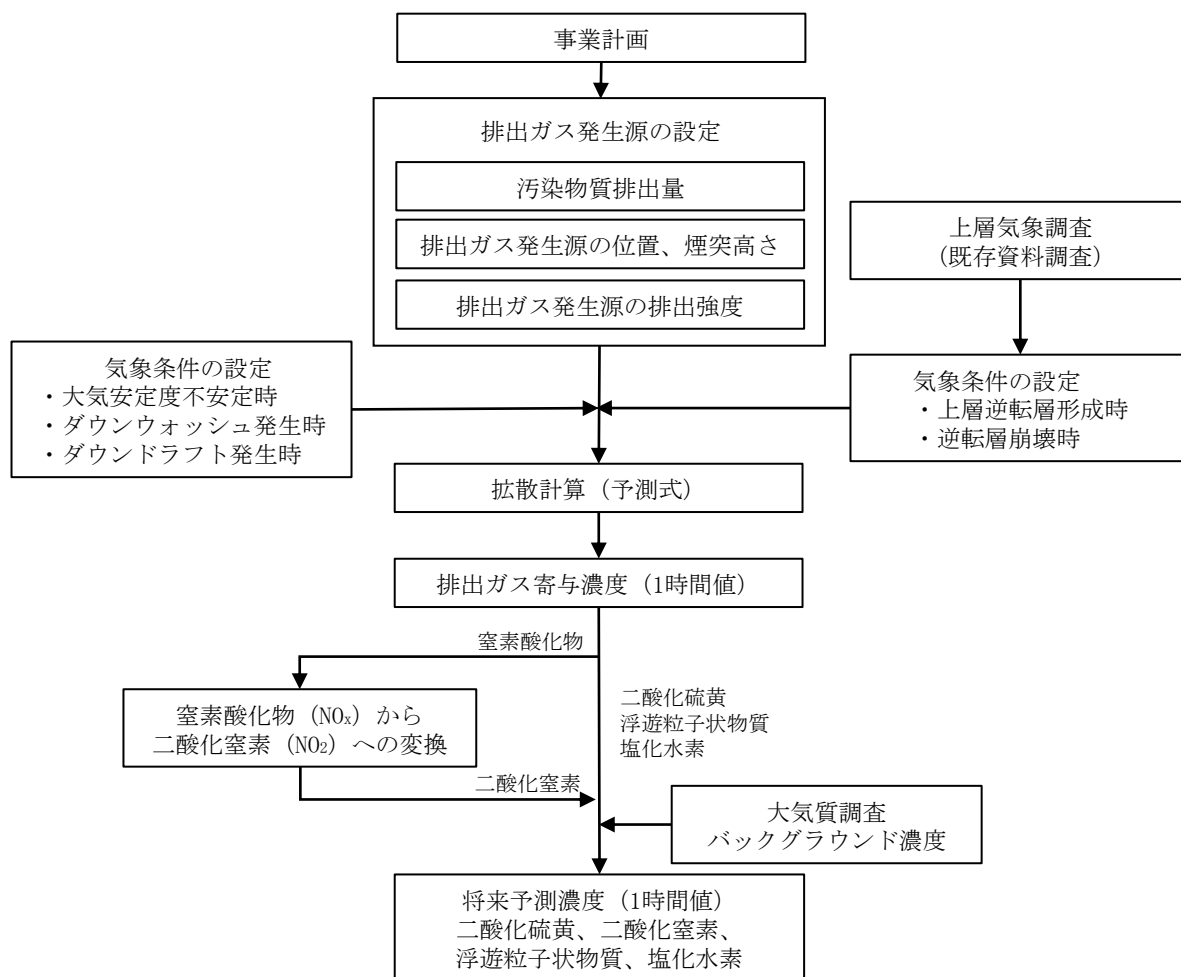 事業計画
排出ガス発生源の設定
汚染物質排出量
排出ガス発生源の位置、煙突高さ
排出ガス発生源の排出強度
上層気象調査
(既存資料調査)
気象条件の設定
・大気安定度不安定時
・ダウンウォッシュ発生時
・ダウンドラフト発生時
気象条件の設定
・上層逆転層形成時
・逆転層崩壊時
拡散計算(予測式)
排出ガス寄与濃度(1時間値)
窒素酸化物
窒素酸化物(NOx)から
二酸化窒素(NO2)への変換
二酸化硫黄
浮遊粒子状物質
塩化水素
二酸化窒素
大気質調査
バックグラウンド濃度
将来予測濃度(1時間値)
二酸化硫黄、二酸化窒素、
浮遊粒子状物質、塩化水素